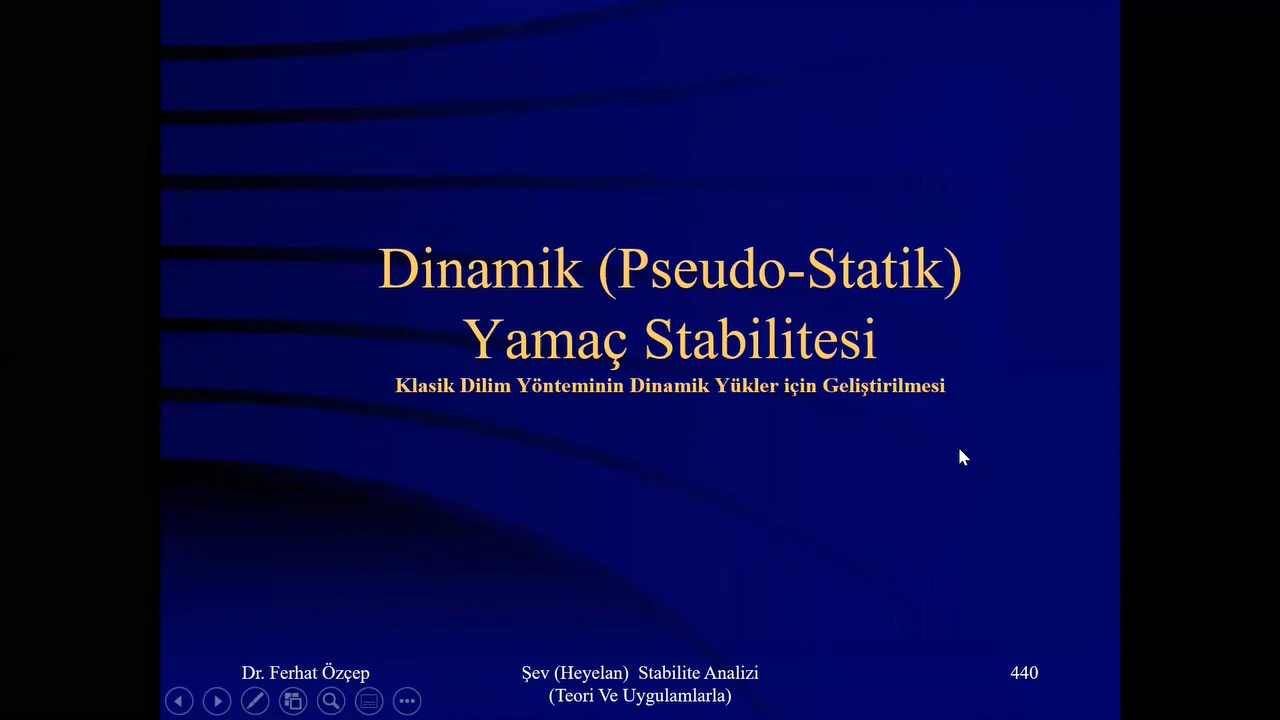 Dinamik (Pseudo-Statik)
Yamaç Stabilitesi
Klasik Dilim Yönteminin Dinamik Yükler için Geliştirilmesi
Dr. Ferhat Özçep
Şev (Heyelan) Stabilite Analizi
(Teori Ve Uygulamlarla)
440